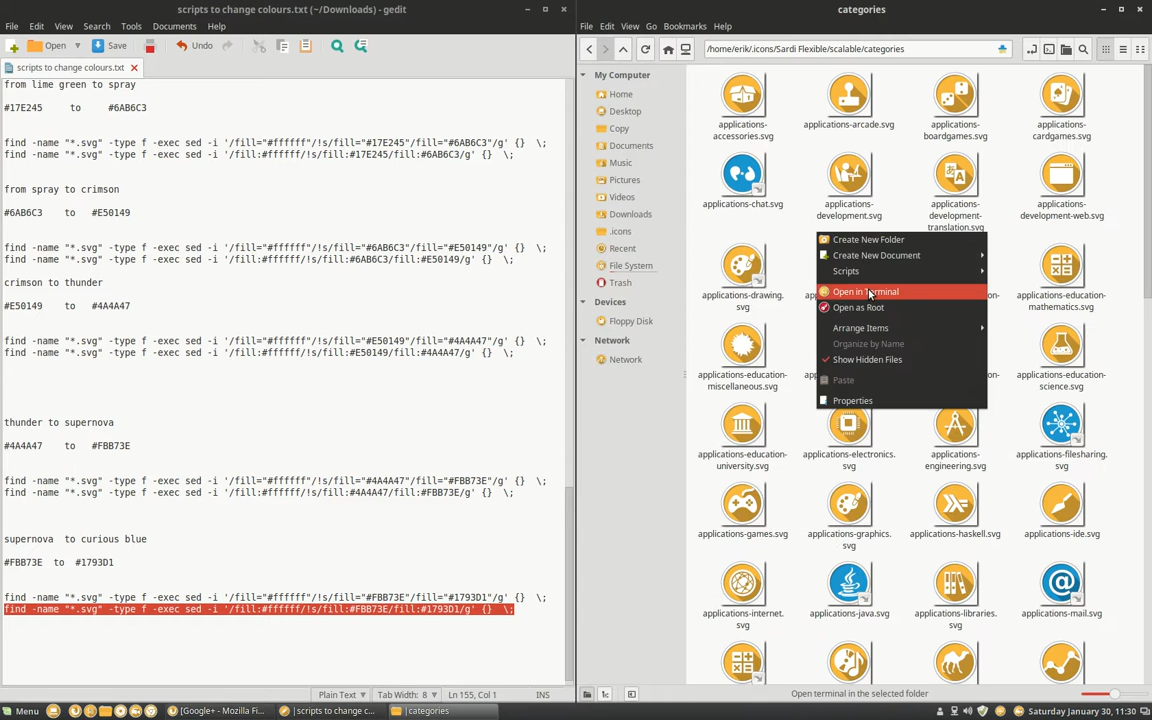 scripts to change colours.txt (~/Downloads) - gedit
File Edit View Search Tools Documents Help
Open Save Undo
scripts to change colours.txt
from lime green to spray
#17E245 to #6AB6C3
find -name "*.svg" -type f -exec sed -i '/fill="#ffffff"/!s/fill="#17E245"/fill="#6AB6C3"/g' {} \;
find -name "*.svg" -type f -exec sed -i '/fill:#ffffff/!s/fill:#17E245/fill:#6AB6C3/g' {} \;
from spray to crimson
#6AB6C3 to #E50149
find -name "*.svg" -type f -exec sed -i '/fill="#ffffff"/!s/fill="#6AB6C3"/fill="#E50149"/g' {} \;
find -name "*.svg" -type f -exec sed -i '/fill:#ffffff/!s/fill:#6AB6C3/fill:#E50149/g' {} \;
crimson to thunder
#E50149 to #4A4A47
find -name "*.svg" -type f -exec sed -i '/fill="#ffffff"/!s/fill="#E50149"/fill="#4A4A47"/g' {} \;
find -name "*.svg" -type f -exec sed -i '/fill:#ffffff/!s/fill:#E50149/fill:#4A4A47/g' {} \;
thunder to supernova
#4A4A47 to #FBB73E
find -name "*.svg" -type f -exec sed -i '/fill="#ffffff"/!s/fill="#4A4A47"/fill="#FBB73E"/g' {} \;
find -name "*.svg" -type f -exec sed -i '/fill:#ffffff/!s/fill:#4A4A47/fill:#FBB73E/g' {} \;
supernova to curious blue
#FBB73E to #1793D1
find -name "*.svg" -type f -exec sed -i '/fill="#ffffff"/!s/fill="#FBB73E"/fill="#1793D1"/g' {} \;
find -name "*.svg" -type f -exec sed -i '/fill:#ffffff/!s/fill:#FBB73E/fill:#1793D1/g' {} \;
Plain Text Tab Width: 8 Ln 155, Col 1 INS
categories
File Edit View Go Bookmarks Help
/home/erik/.icons/Sardi Flexible/scalable/categories
My Computer
Home
Desktop
Copy
Documents
Music
Pictures
Videos
Downloads
.icons
Recent
File System
Trash
Devices
Floppy Disk
Network
Network
applications-accessories.svg
applications-arcade.svg
applications-boardgames.svg
applications-cardgames.svg
applications-chat.svg
applications-development.svg
applications-development-translation.svg
applications-development-web.svg
applications-drawing.svg
applications-education-mathematics.svg
applications-education-miscellaneous.svg
applications-education-science.svg
applications-education-university.svg
applications-electronics.svg
applications-engineering.svg
applications-filesharing.svg
applications-games.svg
applications-graphics.svg
applications-haskell.svg
applications-ide.svg
applications-internet.svg
applications-java.svg
applications-libraries.svg
applications-mail.svg
Create New Folder
Create New Document
Scripts
Open in Terminal
Open as Root
Arrange Items
Organize by Name
Show Hidden Files
Paste
Properties
Open terminal in the selected folder
Menu [Google+ - Mozilla Fi... |scripts to change c... |categories Saturday January 30, 11:30